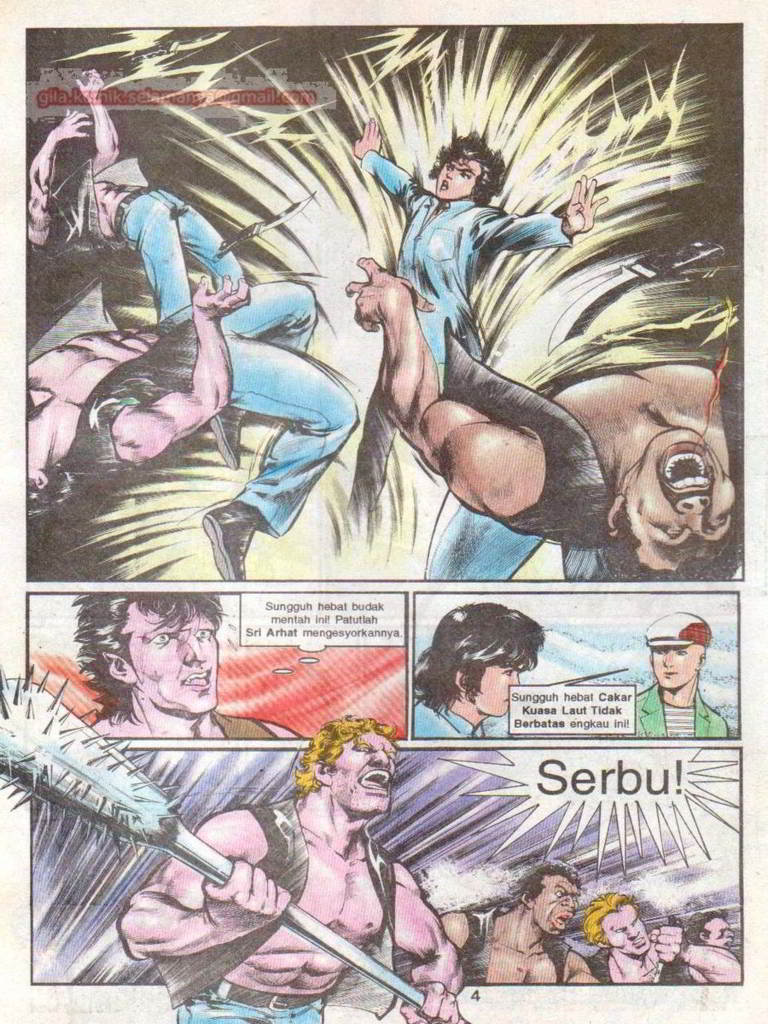 gila.komik.selamanya@gmail.com
Sungguh hebat budak
mentah ini! Patutlah
Sri Arhat mengesyorkannya.
Sungguh hebat Cakar
Kuasa Laut Tidak
Berbatas engkau ini!
Serbu!
4